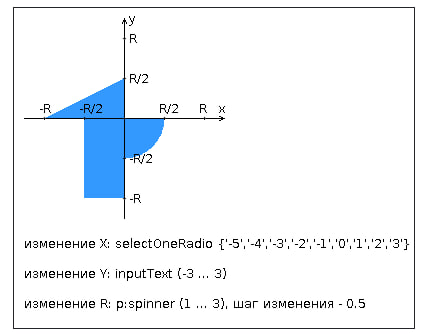 y
R
R/2
-R -R/2 R/2 R x
-R/2
-R
изменение X: selectOneRadio {'-5','-4','-3','-2','-1','0','1','2','3'}
изменение Y: inputText (-3 ... 3)
изменение R: p:spinner (1 ... 3), шаг изменения - 0.5